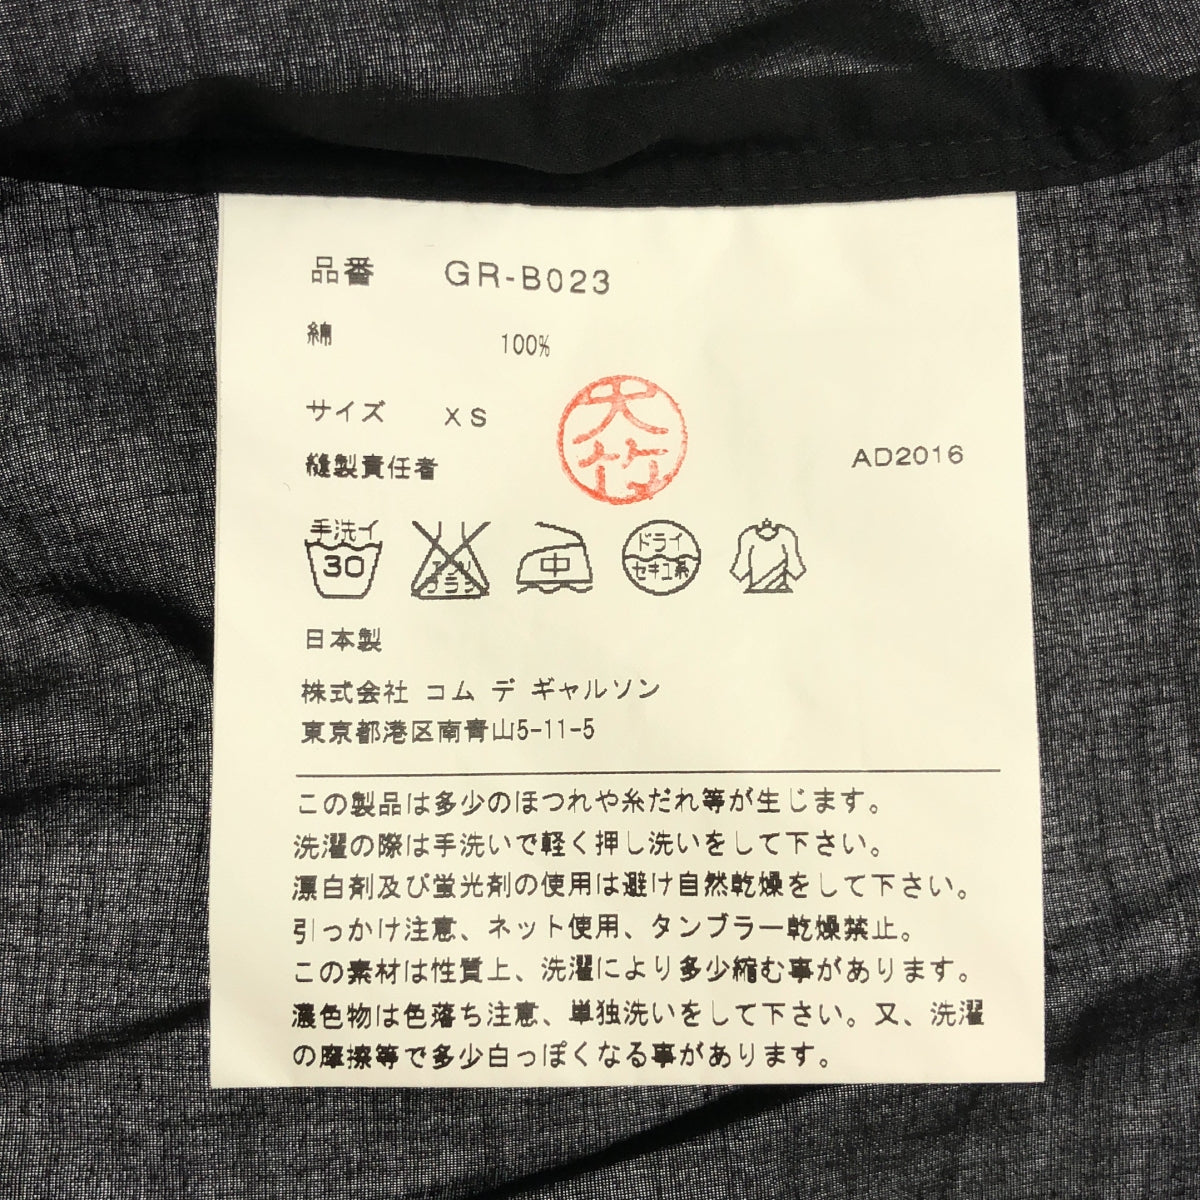 品番 GR-B023
綿 100%
サイズ XS
大竹
縫製責任者
AD2016
手洗イ
30
エンソ
サラシ
中
ドライ
セキユ系
日本製
株式会社 コム デ ギャルソン
東京都港区南青山5-11-5
この製品は多少のほつれや糸だれ等が生じます。
洗濯の際は手洗いで軽く押し洗いをして下さい。
漂白剤及び蛍光剤の使用は避け自然乾燥をして下さい。
引っかけ注意、ネット使用、タンブラー乾燥禁止。
この素材は性質上、洗濯により多少縮む事があります。
濃色物は色落ち注意、単独洗いをして下さい。又、洗濯
の摩擦等で多少白っぽくなる事があります。